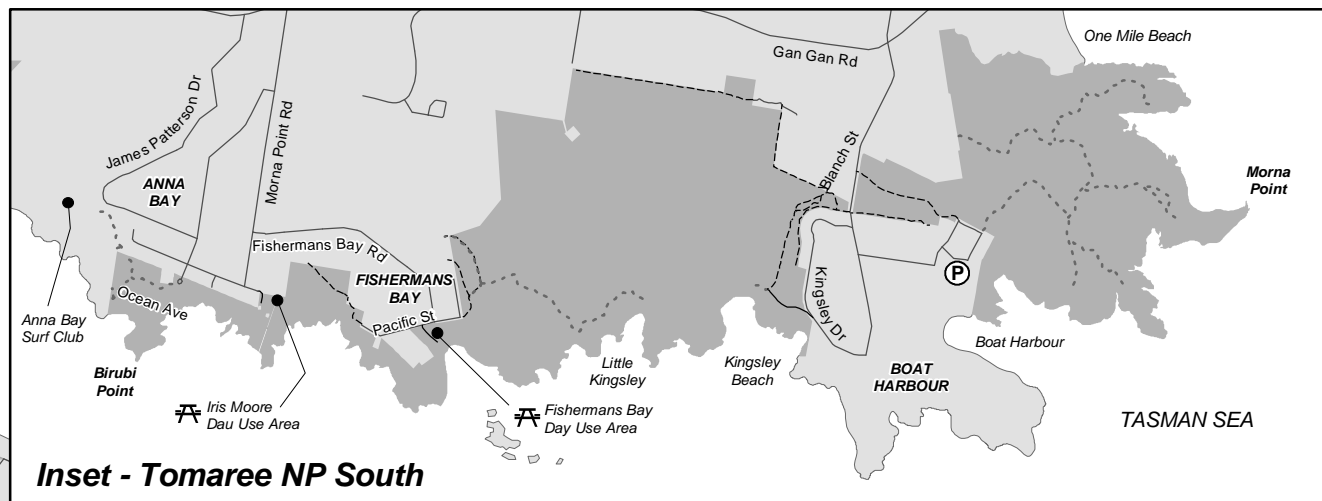 One Mile Beach
Gan Gan Rd
James Patterson Dr
Morna Point Rd
Blanch St
ANNA
BAY
Morna
Point
Fishermans Bay Rd
FISHERMANS
BAY
Kingsley Dr
P
Ocean Ave
Pacific St
Anna Bay
Surf Club
Birubi
Point
Little
Kingsley
Kingsley
Beach
Boat Harbour
BOAT
HARBOUR
Iris Moore
Dau Use Area
Fishermans Bay
Day Use Area
TASMAN SEA
Inset - Tomaree NP South